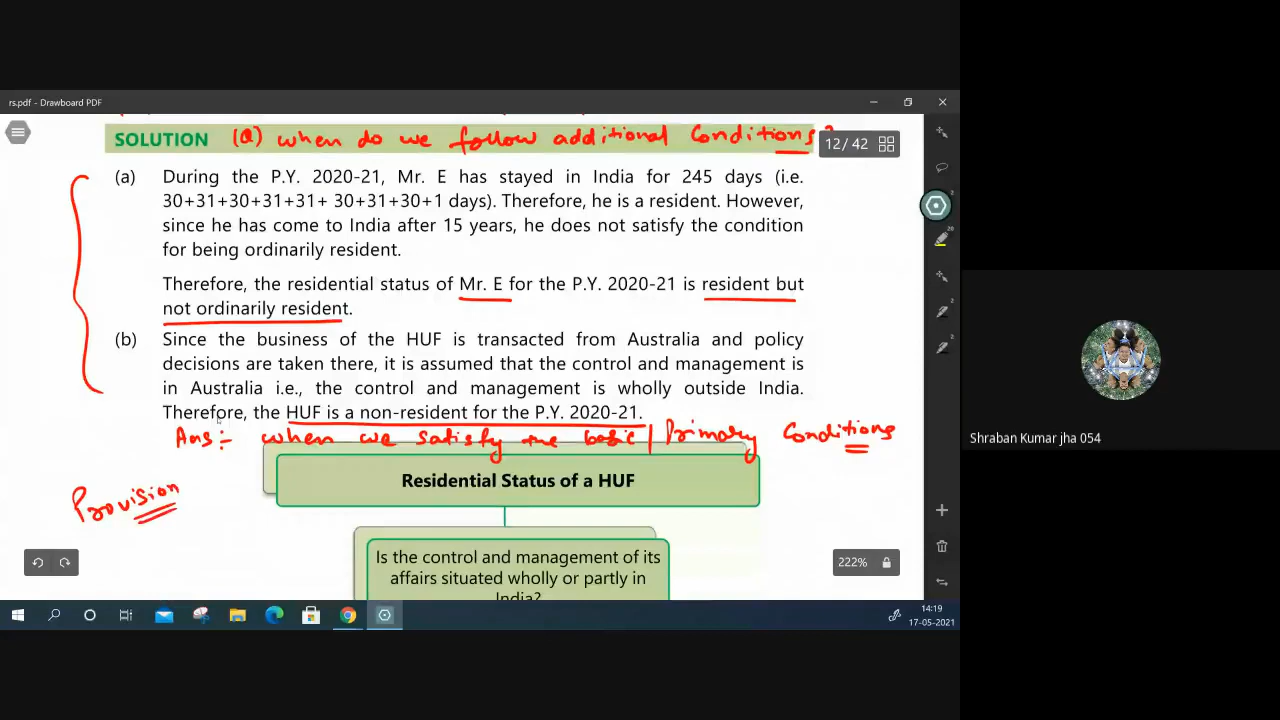 rs.pdf - Drawboard PDF
SOLUTION (Q) when do we follow additional Conditions?
12/ 42
(a) During the P.Y. 2020-21, Mr. E has stayed in India for 245 days (i.e.
30+31+30+31+31+ 30+31+30+1 days). Therefore, he is a resident. However,
since he has come to India after 15 years, he does not satisfy the condition
for being ordinarily resident.
Therefore, the residential status of Mr. E for the P.Y. 2020-21 is resident but
not ordinarily resident.
(b) Since the business of the HUF is transacted from Australia and policy
decisions are taken there, it is assumed that the control and management is
in Australia i.e., the control and management is wholly outside India.
Therefore, the HUF is a non-resident for the P.Y. 2020-21.
Ans:- when we satisfy the basic | Primary Conditions
Shraban Kumar jha 054
Residential Status of a HUF
Provision
Is the control and management of its
affairs situated wholly or partly in
India?
222%
14:19
17-05-2021